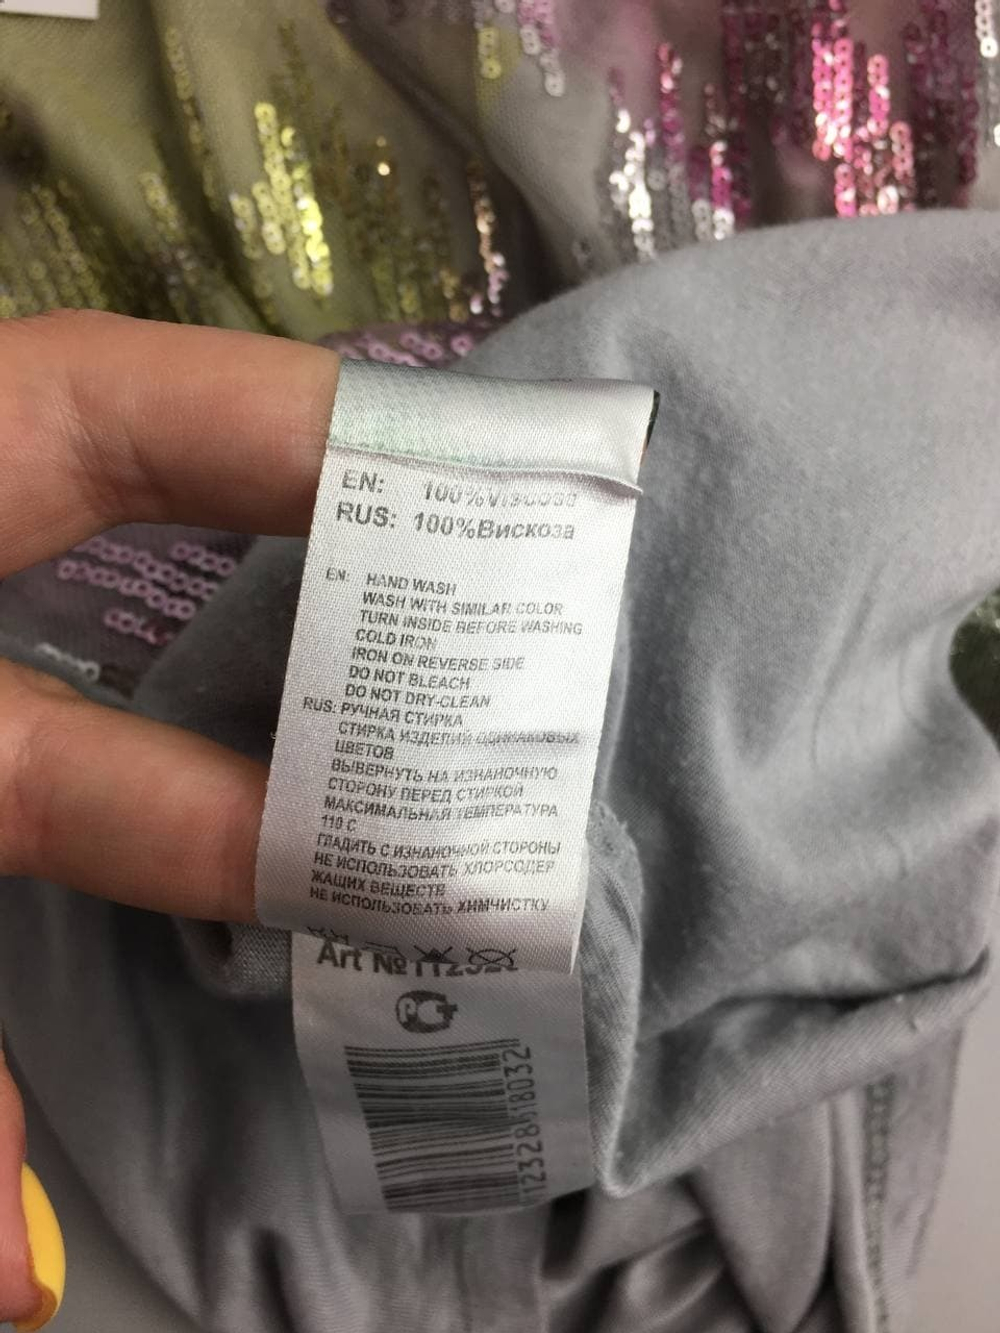 EN: 100%Viscose
RUS: 100%Вискоза
EN: HAND WASH
WASH WITH SIMILAR COLOR
TURN INSIDE BEFORE WASHING
COLD IRON
IRON ON REVERSE SIDE
DO NOT BLEACH
DO NOT DRY-CLEAN
RUS: РУЧНАЯ СТИРКА
СТИРКА ИЗДЕЛИЙ ОДИНАКОВЫХ
ЦВЕТОВ
ВЫВЕРНУТЬ НА ИЗНАНОЧНУЮ
СТОРОНУ ПЕРЕД СТИРКОЙ
МАКСИМАЛЬНАЯ ТЕМПЕРАТУРА
110 С
ГЛАДИТЬ С ИЗНАНОЧНОЙ СТОРОНЫ
НЕ ИСПОЛЬЗОВАТЬ ХЛОРСОДЕР
ЖАЩИХ ВЕЩЕСТВ
НЕ ИСПОЛЬЗОВАТЬ ХИМЧИСТКУ
Art №
РСТ